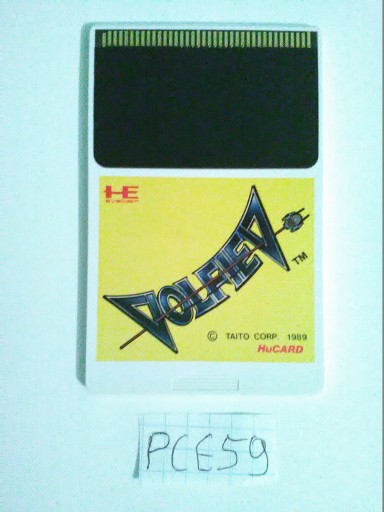 HE
VOLFIED
TM
© TAITO CORP. 1989
HuCARD
PCE59